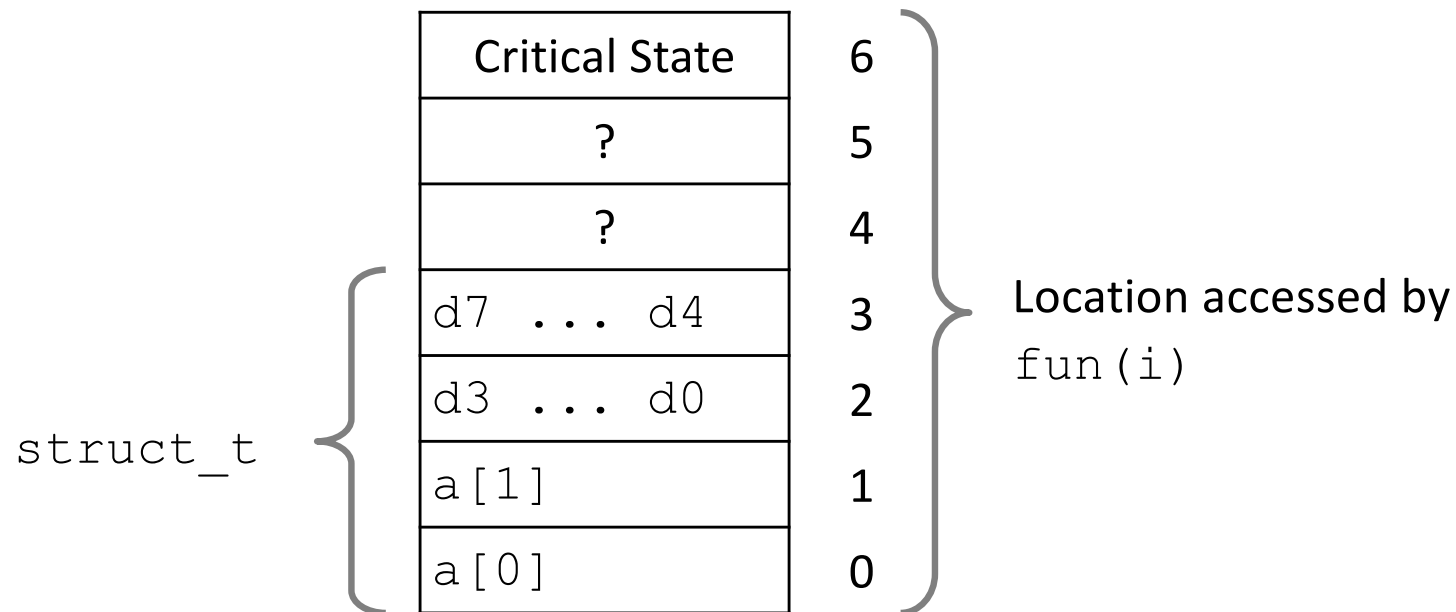 Critical State 6
? 5
? 4
d7 ... d4 3
d3 ... d0 2
a[1] 1
a[0] 0
struct_t
Location accessed by
fun(i)